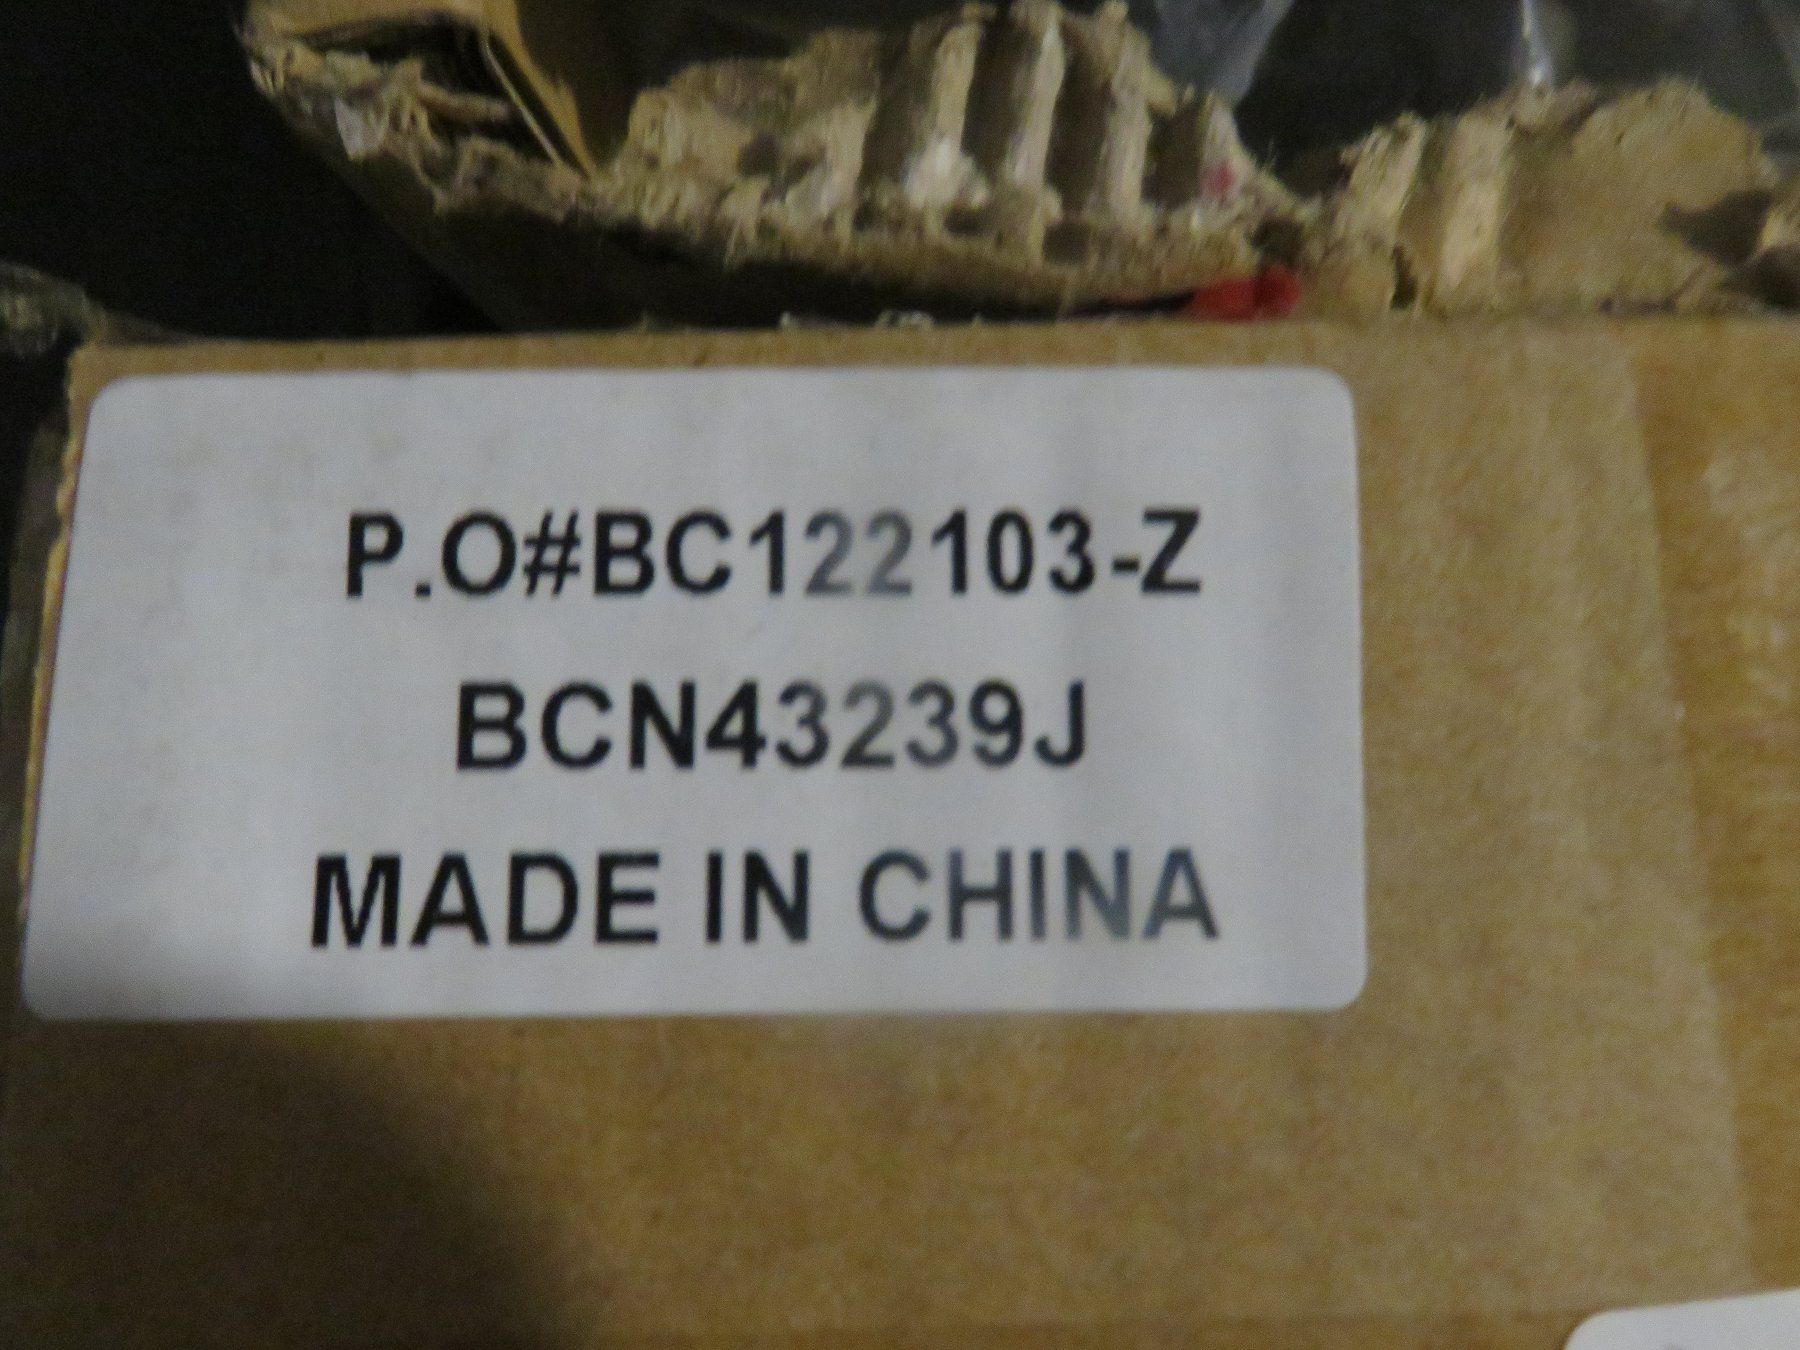 P.O#BC122103-Z
BCN43239J
MADE IN CHINA